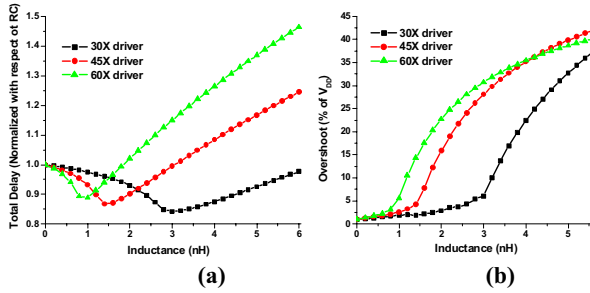 Total Delay (Normalized with respect of RC)
1.5
1.4
1.3
1.2
1.1
1.0
0.9
0.8
30X driver
45X driver
60X driver
0 1 2 3 4 5 6
Inductance (nH)
(a)
Overshoot (% of VDD)
45
40
35
30
25
20
15
10
5
0
30X driver
45X driver
60X driver
0 1 2 3 4 5
Inductance (nH)
(b)